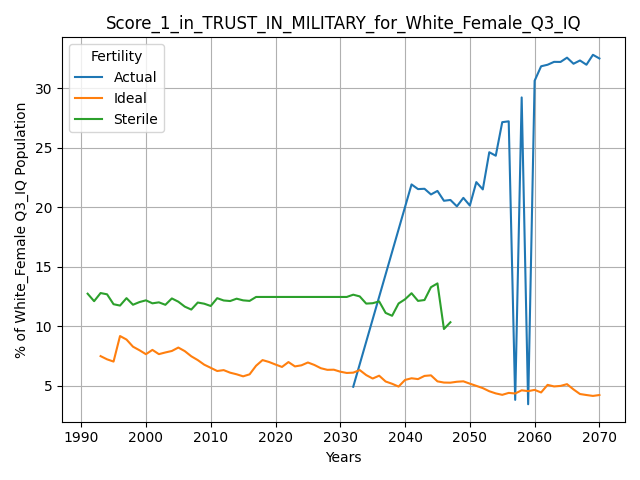 Score_1_in_TRUST_IN_MILITARY_for_White_Female_Q3_IQ
% of White_Female Q3_IQ Population
Fertility
Actual
Ideal
Sterile
30
25
20
15
10
5
1990 2000 2010 2020 2030 2040 2050 2060 2070
Years